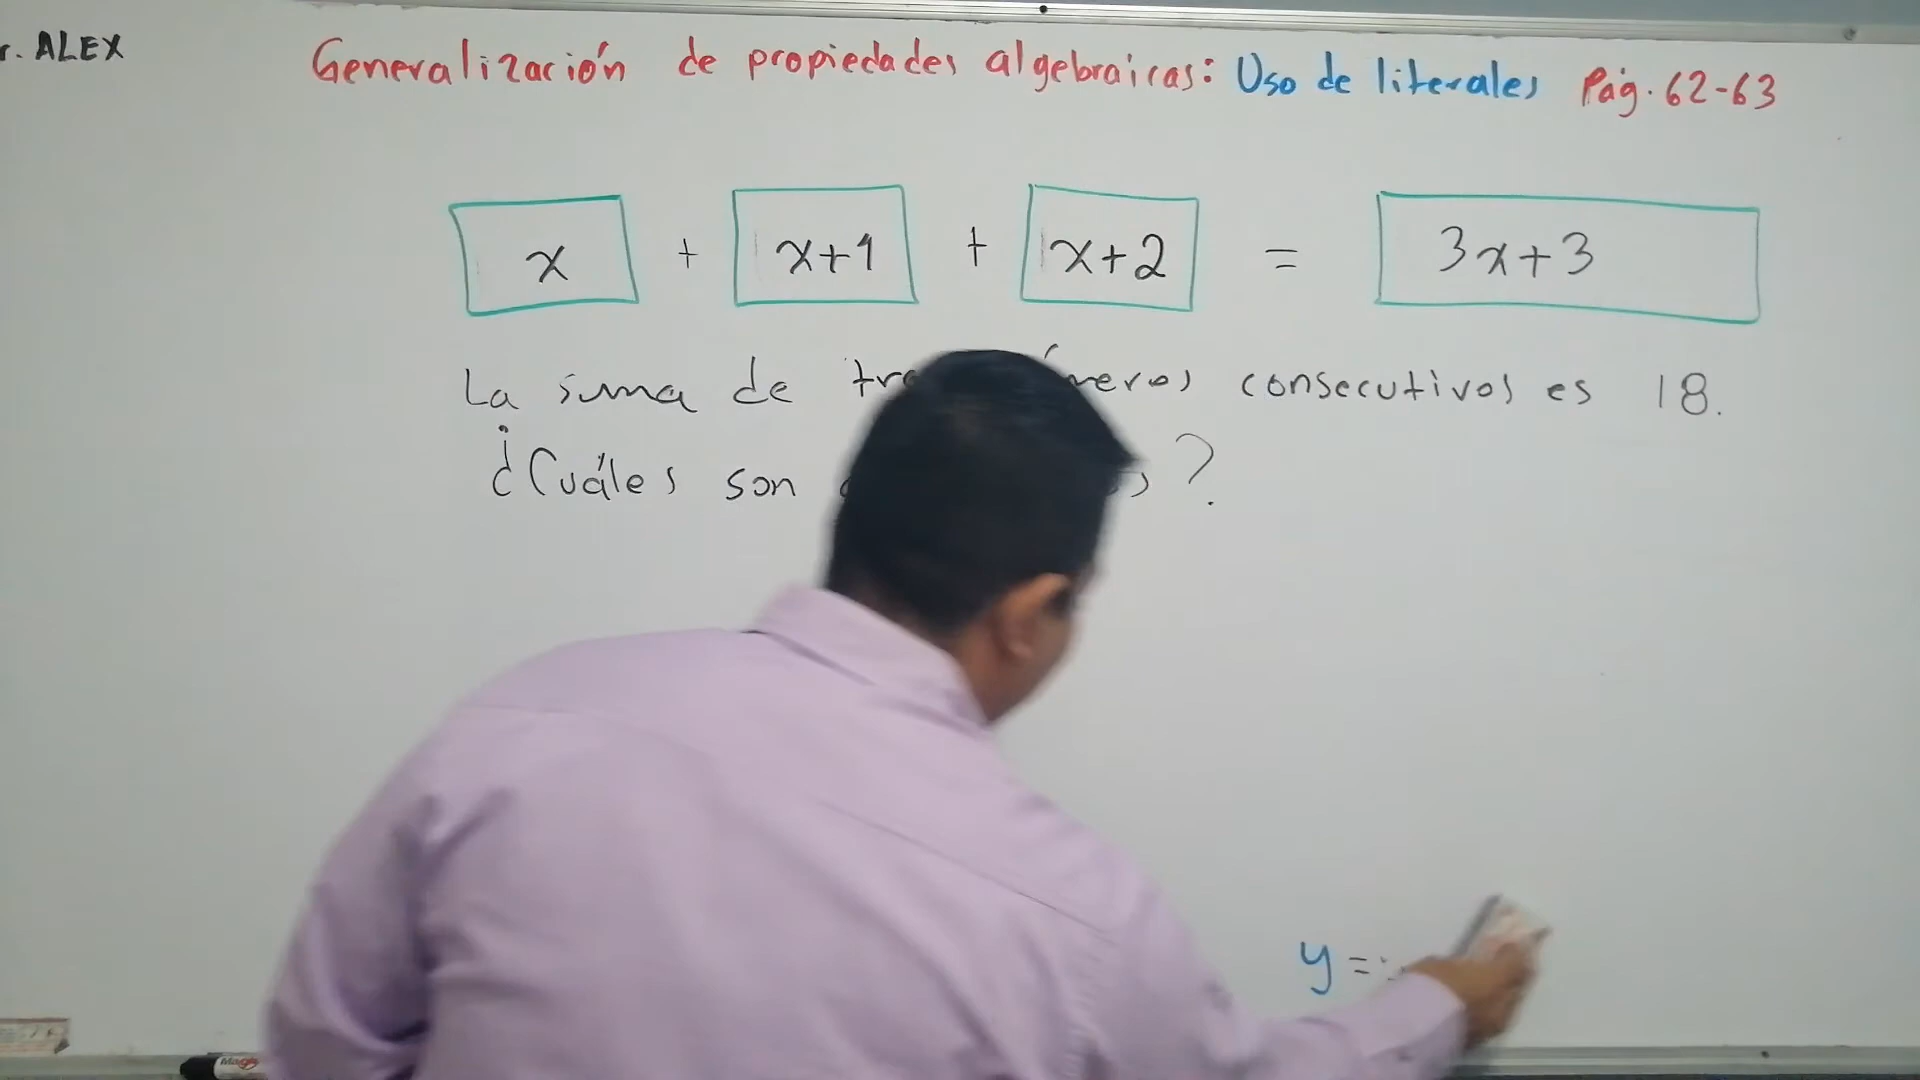 r. ALEX
Generalización de propiedades algebraicas: Uso de literales Pág. 62-63
x + x+1 + x+2 = 3x+3
La suma de consecutivos es 18.
¿Cuáles son ?
y =